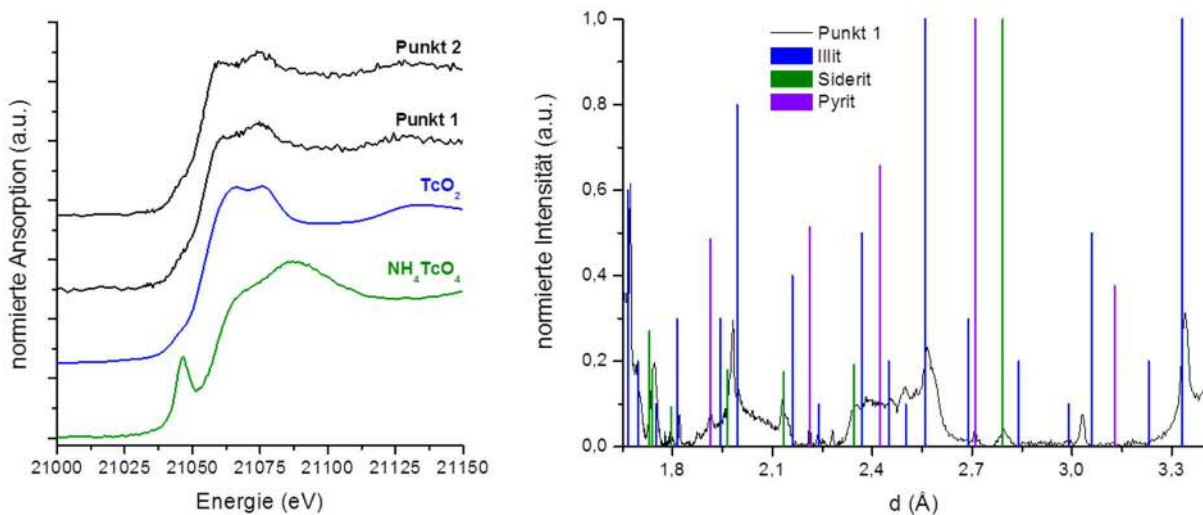 normierte Ansorption (a.u.)
Punkt 2
Punkt 1
TcO₂
NH₄TcO₄
21000 21025 21050 21075 21100 21125 21150
Energie (eV)
normierte Intensität (a.u.)
1,0
0,8
0,6
0,4
0,2
0,0
Punkt 1
Illit
Siderit
Pyrit
1,8 2,1 2,4 2,7 3,0 3,3
d (Å)